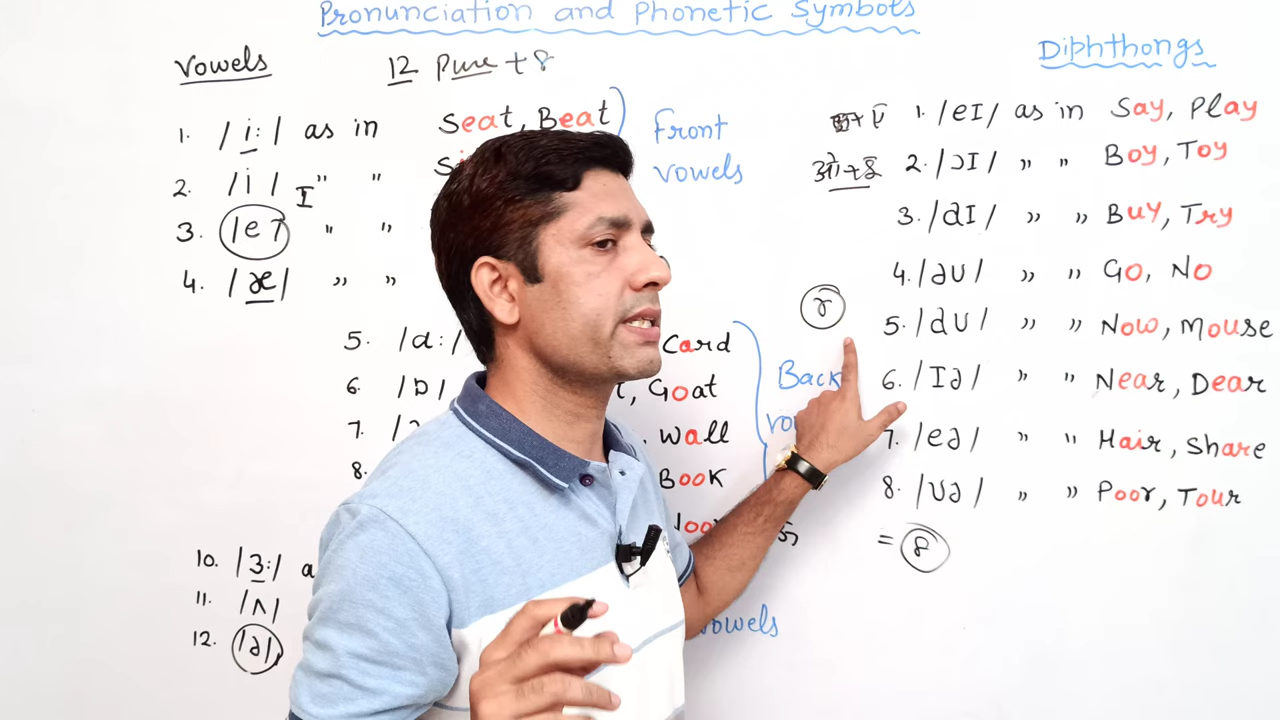 Pronunciation and Phonetic Symbols
Vowels
12 Pure + 8
1. /i:/ as in Seat, Beat
2. /i/ I " "
3. /e/ " "
4. /æ/ " "
Front
vowels
5. /ɑ:/ Card
6. /ɒ/ Goat
7. wall
8. Book
Back
10. /ɜ:/
11. /ʌ/
12. /ə/
vowels
Diphthongs
1. /eI/ as in Say, Play
2. /ɔI/ " " Boy, Toy
3. /aI/ " " Buy, Try
4. /əʊ/ " " Go, No
r
5. /aʊ/ " " Now, Mouse
6. /Iə/ " " Near, Dear
7. /eə/ " " Hair, Share
8. /ʊə/ " " Poor, Tour
= 8